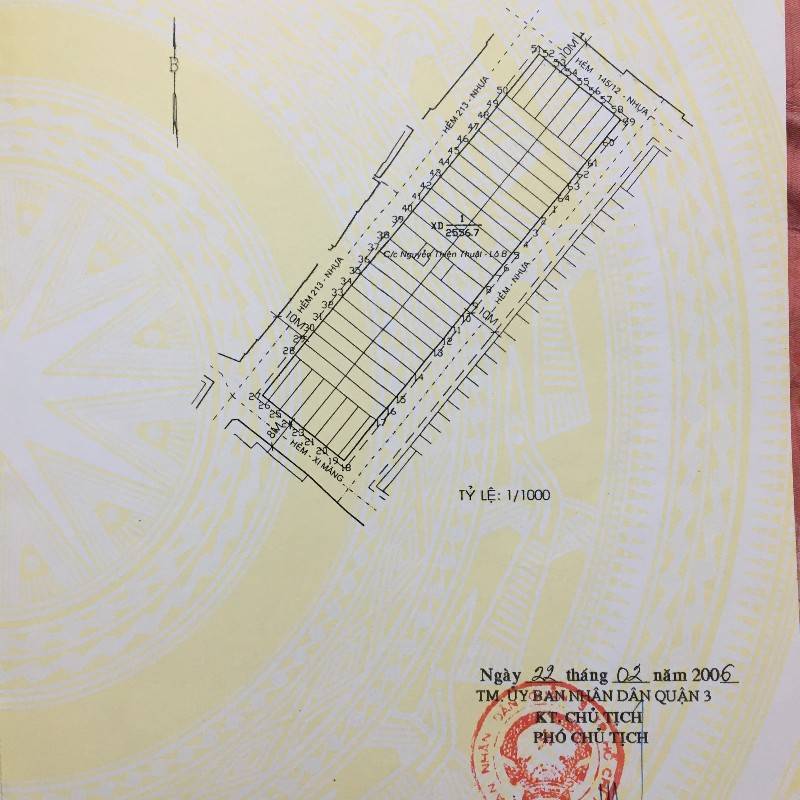 B
51 52 53 54 55 56 57 58 59
10M
HẺM 145/12 - NHỰA
HẺM 213 - NHỰA
50
49
48
47
46
45
44
43
42
41
40
39
38
37
36
35
34
33
32
31
30
29
28
60
61
62
63
64
1
2
3
4
5
6
XD 1
2556.7
C/c Nguyễn Thiện Thuật - Lô B
HẺM - NHỰA
HẺM 213 - NHỰA
10M
8
9
10
11
12
13
14
15
16
17
10M
27 26 25 24 23 21 20 19 18
8M
HẺM - XI MĂNG
TỶ LỆ: 1/1000
Ngày 22 tháng 02 năm 2006
TM. ỦY BAN NHÂN DÂN QUẬN 3
KT. CHỦ TỊCH
PHÓ CHỦ TỊCH